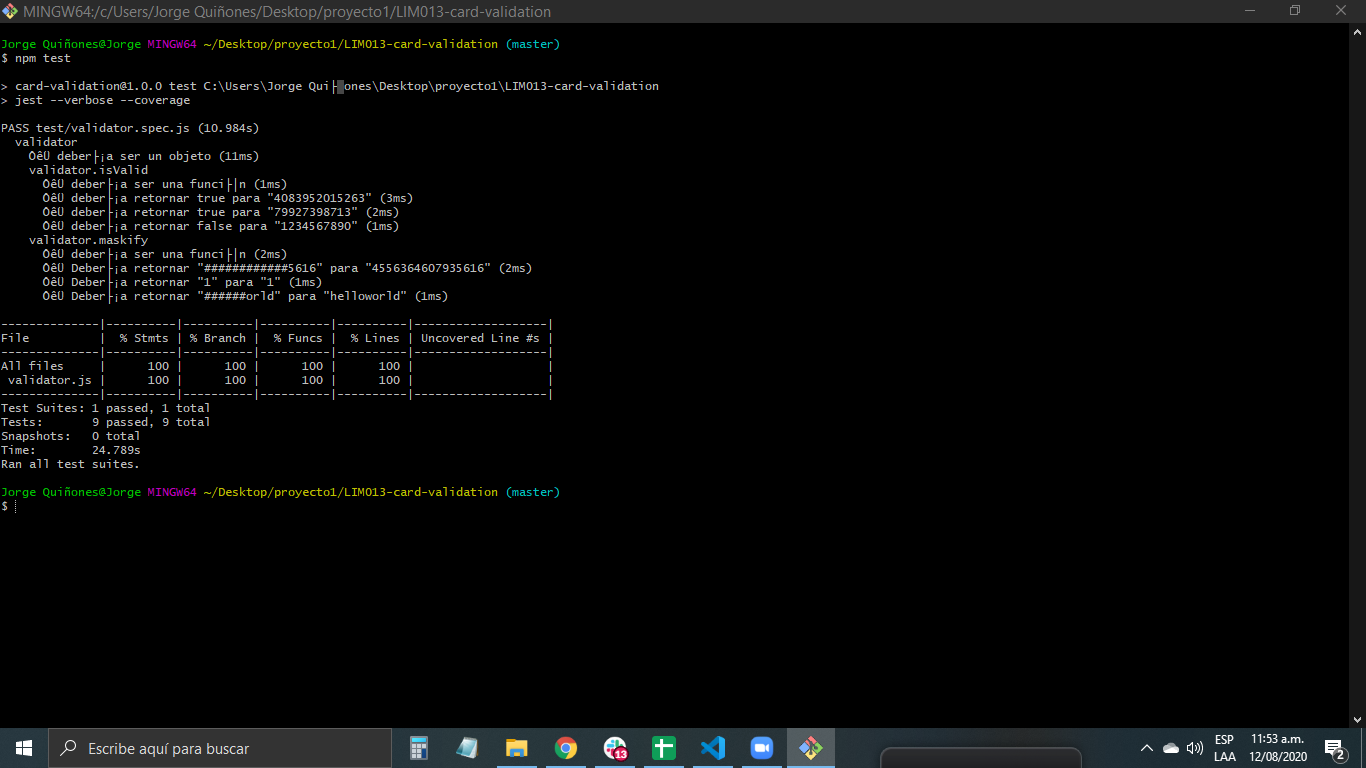 MINGW64:/c/Users/Jorge Quiñones/Desktop/proyecto1/LIM013-card-validation
Jorge Quiñones@Jorge MINGW64 ~/Desktop/proyecto1/LIM013-card-validation (master)
$ npm test
> card-validation@1.0.0 test C:\Users\Jorge Qui├ ones\Desktop\proyecto1\LIM013-card-validation
> jest --verbose --coverage
PASS test/validator.spec.js (10.984s)
validator
ÔêÜ deber├¡a ser un objeto (11ms)
validator.isValid
ÔêÜ deber├¡a ser una funci├│n (1ms)
ÔêÜ deber├¡a retornar true para "4083952015263" (3ms)
ÔêÜ deber├¡a retornar true para "79927398713" (2ms)
ÔêÜ deber├¡a retornar false para "1234567890" (1ms)
validator.maskify
ÔêÜ deber├¡a ser una funci├│n (2ms)
ÔêÜ Deber├¡a retornar "############5616" para "4556364607935616" (2ms)
ÔêÜ Deber├¡a retornar "1" para "1" (1ms)
ÔêÜ Deber├¡a retornar "######orld" para "helloworld" (1ms)
--------------|----------|----------|----------|----------|-------------------|
File          |  % Stmts | % Branch |  % Funcs |  % Lines | Uncovered Line #s |
--------------|----------|----------|----------|----------|-------------------|
All files     |      100 |      100 |      100 |      100 |                   |
 validator.js |      100 |      100 |      100 |      100 |                   |
--------------|----------|----------|----------|----------|-------------------|
Test Suites: 1 passed, 1 total
Tests:       9 passed, 9 total
Snapshots:   0 total
Time:        24.789s
Ran all test suites.
Jorge Quiñones@Jorge MINGW64 ~/Desktop/proyecto1/LIM013-card-validation (master)
$
Escribe aquí para buscar
13
ESP
LAA
11:53 a.m.
12/08/2020
2